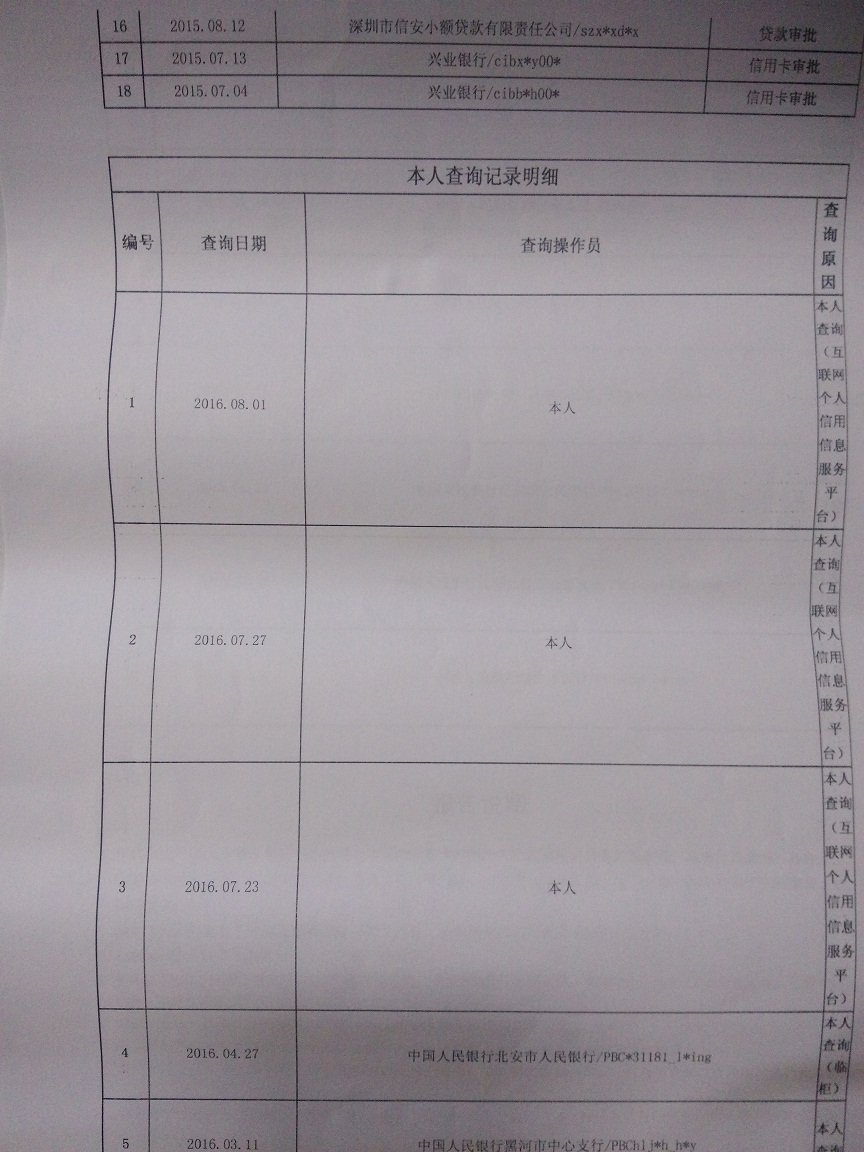 16 2015.08.12 深圳市信安小额贷款有限责任公司/szx*xd*x 贷款审批
17 2015.07.13 兴业银行/cibx*y00* 信用卡审批
18 2015.07.04 兴业银行/cibb*h00* 信用卡审批
本人查询记录明细
编号 查询日期 查询操作员
查
询
原
因
1 2016.08.01 本人
本人
查询
（互
联网
个人
信用
信息
服务
平
台）
2 2016.07.27 本人
本人
查询
（互
联网
个人
信用
信息
服务
平
台）
3 2016.07.23 本人
本人
查询
（互
联网
个人
信用
信息
服务
平
台）
4 2016.04.27 中国人民银行北安市人民银行/PBC*31181_l*ing
本人
查询
（临
柜）
5 2016.03.11 中国人民银行黑河市中心支行/PBChlj*h_h*y
本人
查询